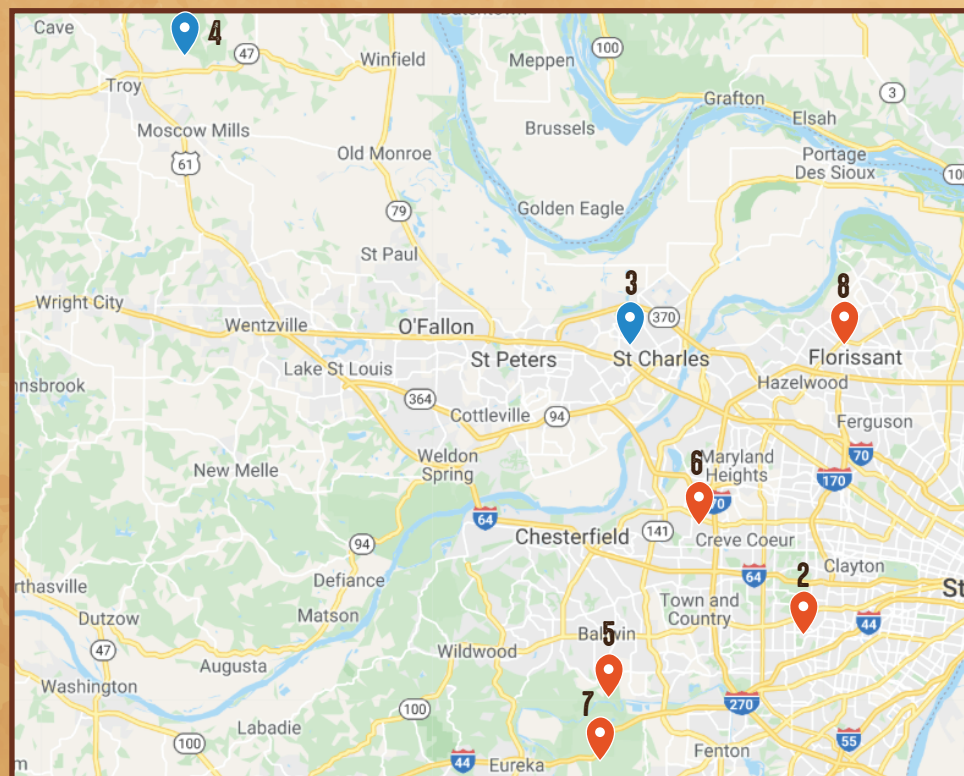 Cave
4
47
Winfield
Meppen
100
Troy
Grafton
3
Elsah
Moscow Mills
Brussels
61
Old Monroe
Portage
Des Sioux
79
Golden Eagle
St Paul
3
8
Wright City
370
Wentzville
O'Fallon
St Peters
St Charles
Florissant
Lake St Louis
Hazelwood
nnsbrook
364
Cottleville
94
Ferguson
70
Weldon
Spring
New Melle
6
Maryland
Heights
170
70
64
Chesterfield
141
Creve Coeur
94
Clayton
64
2
Defiance
rthasville
St
Town and
Country
Matson
Dutzow
44
47
Augusta
Wildwood
5
Washington
7
100
270
Labadie
100
55
Fenton
44
Eureka
m